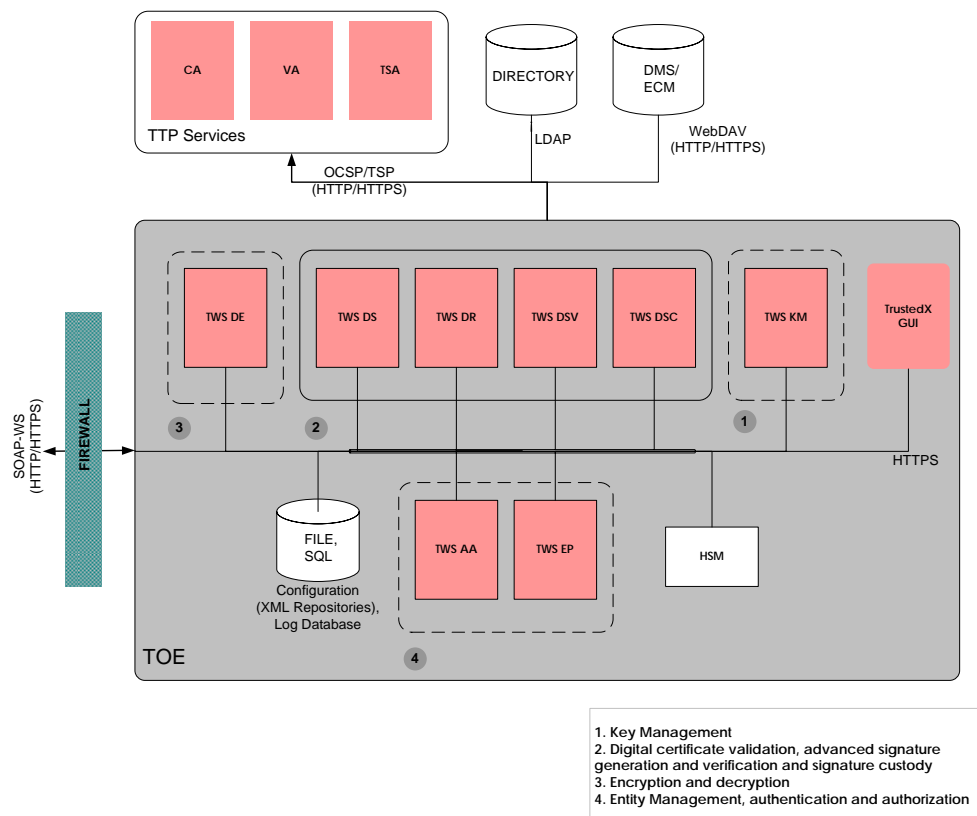 CA
VA
TSA
TTP Services
DIRECTORY
DMS/
ECM
LDAP
WebDAV
(HTTP/HTTPS)
OCSP/TSP
(HTTP/HTTPS)
TWS DE
TWS DS
TWS DR
TWS DSV
TWS DSC
TWS KM
TrustedX
GUI
3
2
1
SOAP-WS
(HTTP/HTTPS)
FIREWALL
HTTPS
FILE,
SQL
Configuration
(XML Repositories),
Log Database
TWS AA
TWS EP
HSM
4
TOE
1. Key Management
2. Digital certificate validation, advanced signature
generation and verification and signature custody
3. Encryption and decryption
4. Entity Management, authentication and authorization